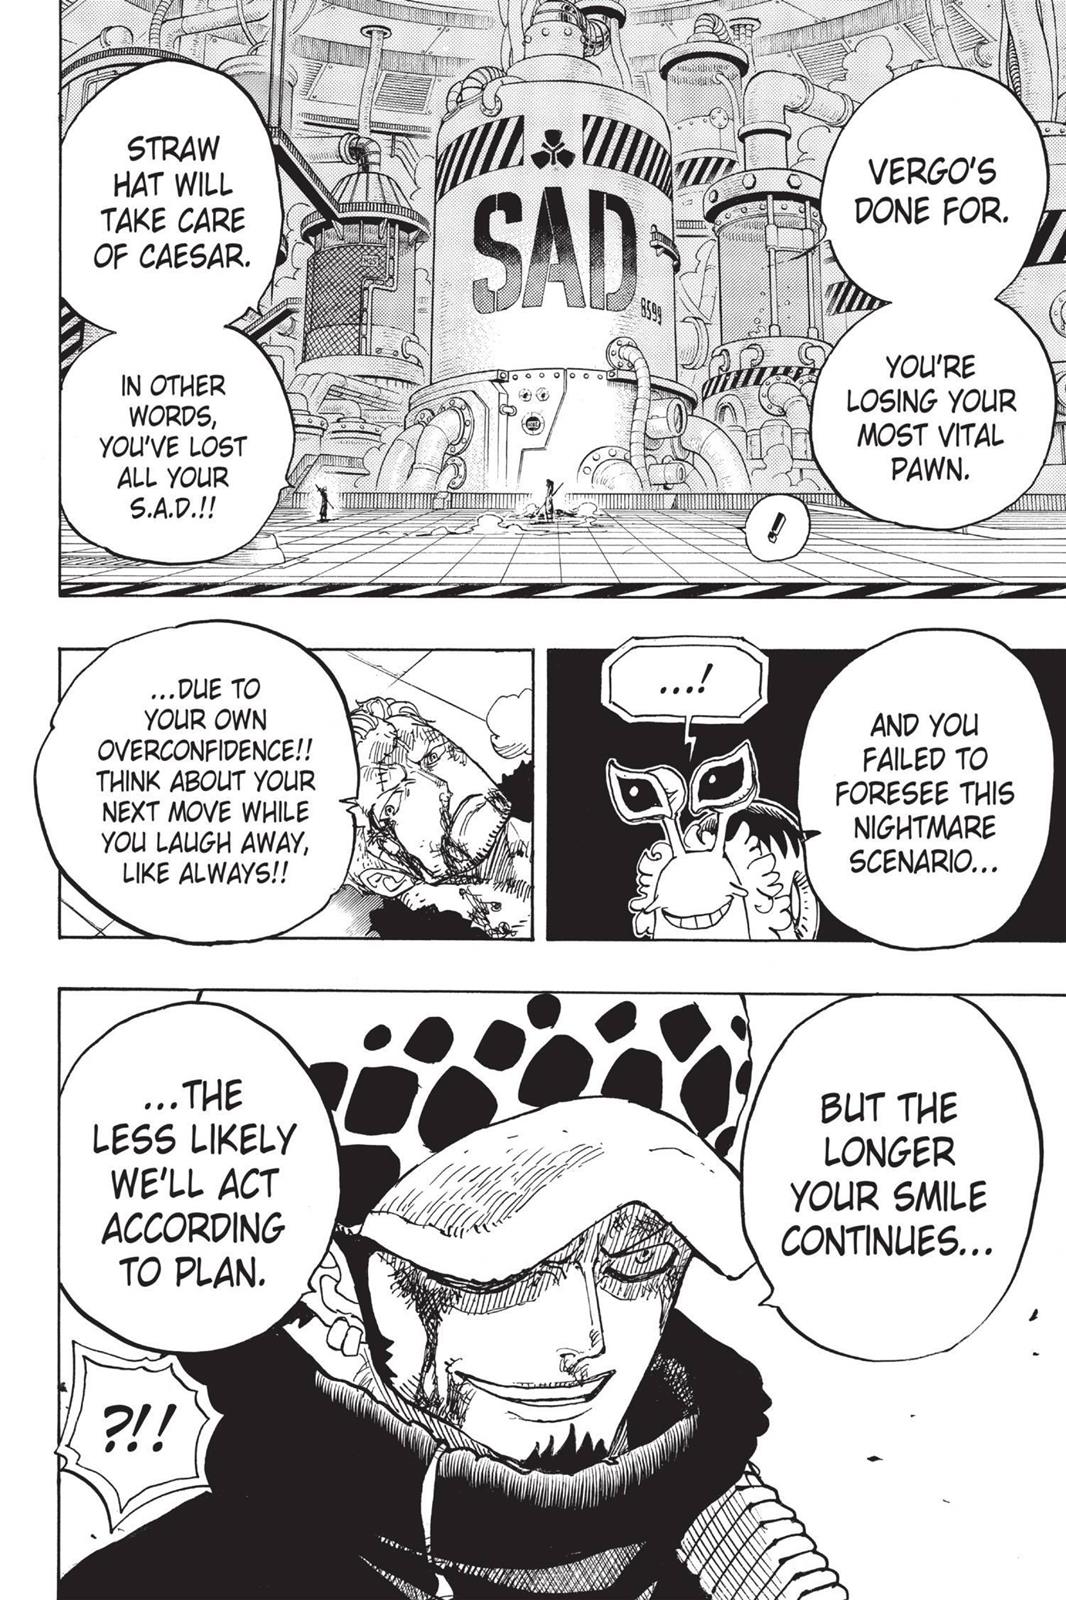 VERGO'S
DONE FOR.
YOU'RE
LOSING YOUR
MOST VITAL
PAWN.
SAD
8599
STRAW
HAT WILL
TAKE CARE
OF CAESAR.
IN OTHER
WORDS,
YOU'VE LOST
ALL YOUR
S.A.D.!!
!
AND YOU
FAILED TO
FORESEE THIS
NIGHTMARE
SCENARIO...
...!
...DUE TO
YOUR OWN
OVERCONFIDENCE!!
THINK ABOUT YOUR
NEXT MOVE WHILE
YOU LAUGH AWAY,
LIKE ALWAYS!!
BUT THE
LONGER
YOUR SMILE
CONTINUES...
...THE
LESS LIKELY
WE'LL ACT
ACCORDING
TO PLAN.
?!!